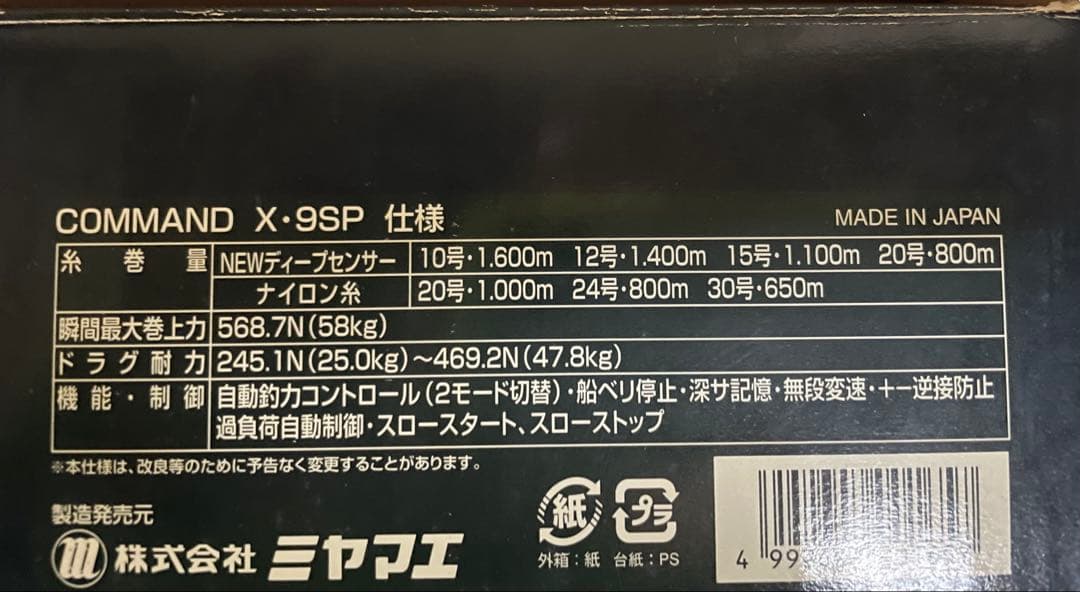 COMMAND X・9SP 仕様 MADE IN JAPAN
糸巻量 NEWディープセンサー 10号・1.600m 12号・1.400m 15号・1.100m 20号・800m
ナイロン糸 20号・1.000m 24号・800m 30号・650m
瞬間最大巻上力 568.7N(58kg)
ドラグ耐力 245.1N(25.0kg)〜469.2N(47.8kg)
機能・制御 自動釣力コントロール(2モード切替)・船ベリ停止・深サ記憶・無段変速・+−逆接防止
過負荷自動制御・スロースタート、スローストップ
※本仕様は、改良等のために予告なく変更することがあります。
製造発売元
m 株式会社 ミヤマエ
紙 プラ
外箱:紙 台紙:PS
4 99